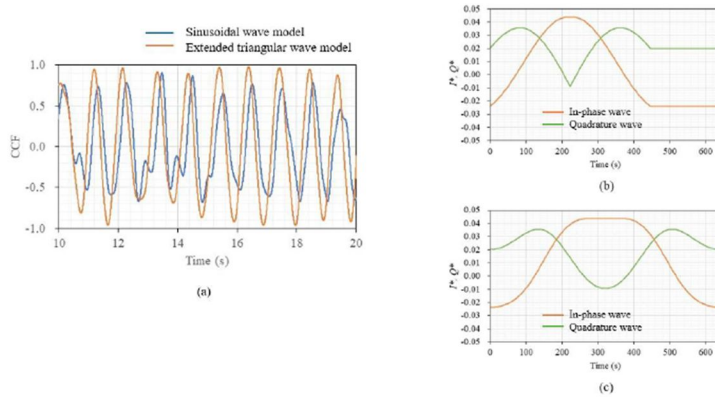 Sinusoidal wave model
Extended triangular wave model
1.0
0.5
0.0
-0.5
-1.0
CCF
10 12 14 16 18 20
Time (s)
(a)
0.05
0.04
0.03
0.02
0.01
0.00
-0.01
-0.02
-0.03
-0.04
-0.05
I*, Q*
In-phase wave
Quadrature wave
0 100 200 300 400 500 600
Time (s)
(b)
0.05
0.04
0.03
0.02
0.01
0.00
-0.01
-0.02
-0.03
-0.04
-0.05
I*, Q*
In-phase wave
Quadrature wave
0 100 200 300 400 500 600
Time (s)
(c)